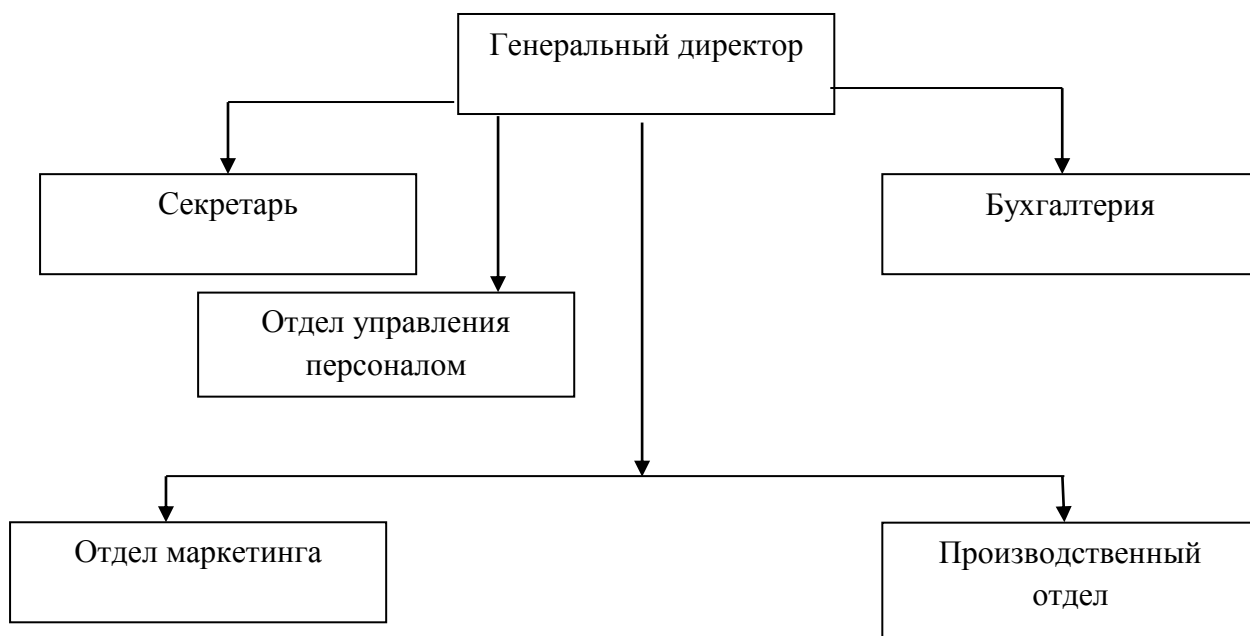 Генеральный директор
Секретарь
Бухгалтерия
Отдел управления
персоналом
Отдел маркетинга
Производственный
отдел